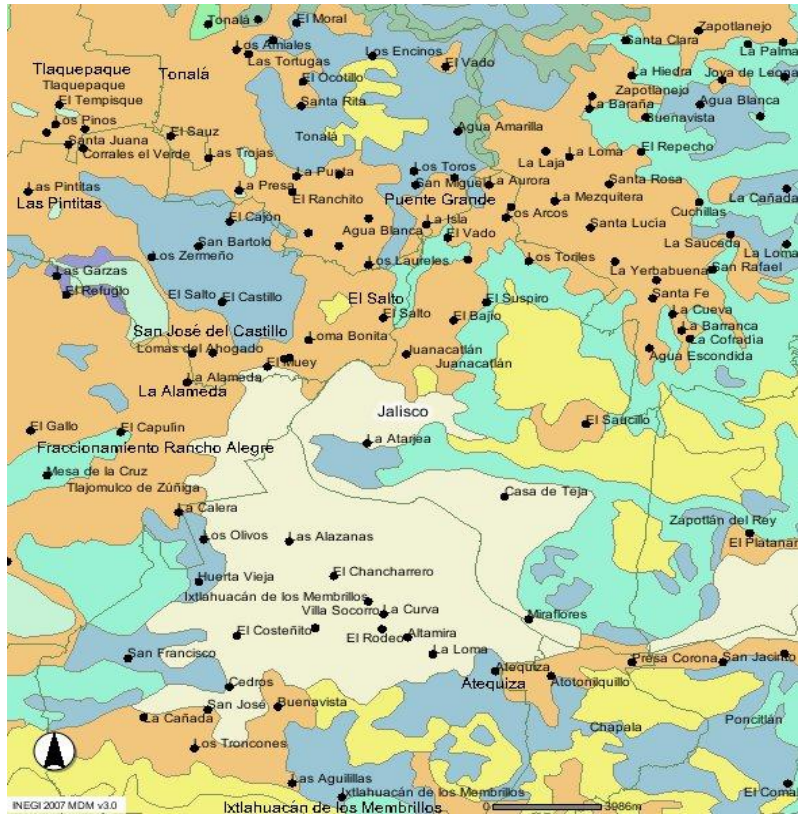 Tonalá
El Moral
Zapotlanejo
Los Amiales
Los Encinos
Santa Clara
La Palma
Las Tortugas
El Vado
Tlaquepaque
Tonalá
La Hiedra
Joya de Leona
Tlaquepaque
El Ocotillo
Zapotlanejo
El Tempisque
Santa Rita
La Baraña
Agua Blanca
Los Pinos
Buenavista
El Sauz
Tonalá
Agua Amarilla
Santa Juana
Corrales el Verde
Las Trojas
La Loma
El Repecho
La Laja
La Punta
Los Toros
Las Pintitas
La Presa
El Ranchito
San Miguel
La Aurora
Santa Rosa
La Cañada
Las Pintitas
Puente Grande
La Mezquitera
Cuchillas
El Cajón
La Isla
Los Arcos
Santa Lucía
Agua Blanca
El Vado
La Sauceda
San Bartolo
La Loma
Los Zermeño
Los Laureles
Los Toriles
Las Garzas
La Yerbabuena
San Rafael
El Refugio
El Salto
El Castillo
El Salto
El Suspiro
Santa Fe
El Salto
El Bajío
La Cueva
San José del Castillo
Loma Bonita
La Barranca
Lomas del Ahogado
Juanacatlán
La Cofradía
El Muey
Juanacatlán
Agua Escondida
La Alameda
La Alameda
Jalisco
El Gallo
El Capulín
El Saucillo
Fraccionamiento Rancho Alegre
La Atarjea
Mesa de la Cruz
Tlajomulco de Zúñiga
Casa de Teja
La Calera
Zapotlán del Rey
Los Olivos
Las Alazanas
El Platanar
Huerta Vieja
El Chancharrero
Ixtlahuacán de los Membrillos
Villa Socorro
La Curva
Miraflores
El Costeñito
El Rodeo
Altamira
San Francisco
La Loma
Presa Corona
San Jacinto
Atequiza
Cedros
Atequiza
Atotonilquillo
San José
Buenavista
La Cañada
Chapala
Poncitlán
Los Troncones
Las Aguilillas
El Comal
Ixtlahuacán de los Membrillos
INEGI 2007 MDM v3.0
Ixtlahuacán de los Membrillos
0
3986m